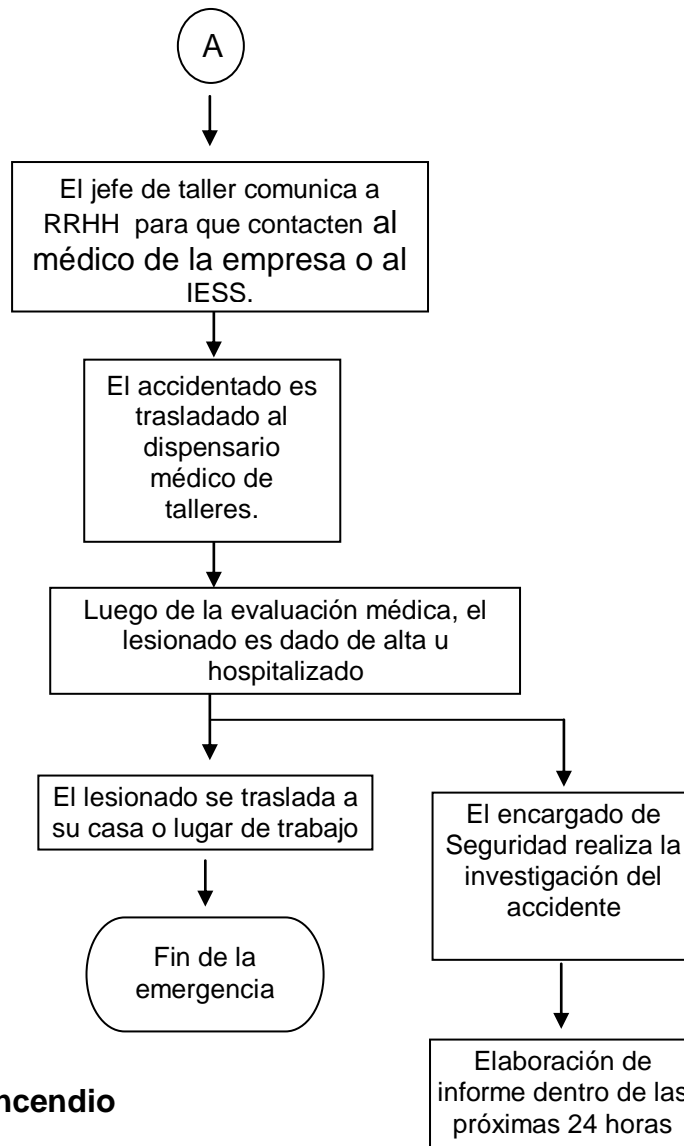 A
El jefe de taller comunica a
RRHH para que contacten al
médico de la empresa o al
IESS.
El accidentado es
trasladado al
dispensario
médico de
talleres.
Luego de la evaluación médica, el
lesionado es dado de alta u
hospitalizado
El lesionado se traslada a
su casa o lugar de trabajo
Fin de la
emergencia
El encargado de
Seguridad realiza la
investigación del
accidente
Elaboración de
informe dentro de las
próximas 24 horas
ncendio